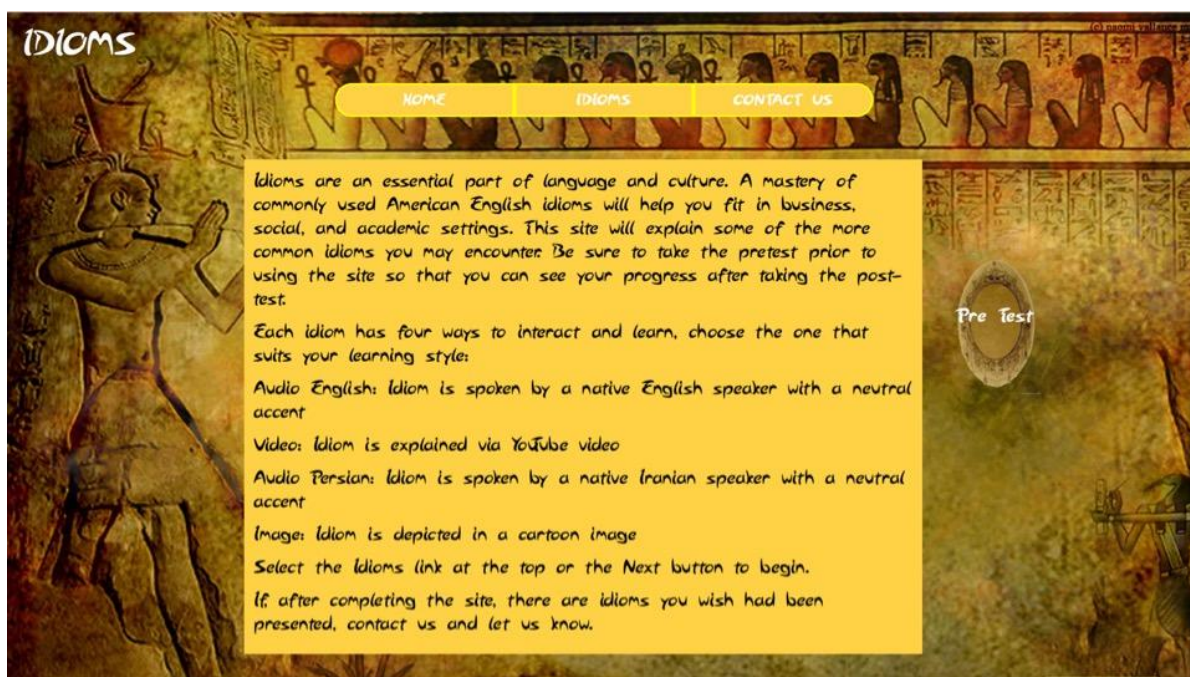 (c) naomi vallance
IDIOMS
HOME
IDIOMS
CONTACT US
Idioms are an essential part of language and culture. A mastery of
commonly used American English idioms will help you fit in business,
social, and academic settings. This site will explain some of the more
common idioms you may encounter. Be sure to take the pretest prior to
using the site so that you can see your progress after taking the post-
test.
Each idiom has four ways to interact and learn, choose the one that
suits your learning style:
Audio English: Idiom is spoken by a native English speaker with a neutral
accent
Video: Idiom is explained via YouTube video
Audio Persian: Idiom is spoken by a native Iranian speaker with a neutral
accent
Image: Idiom is depicted in a cartoon image
Select the Idioms link at the top or the Next button to begin.
If, after completing the site, there are idioms you wish had been
presented, contact us and let us know.
Pre Test